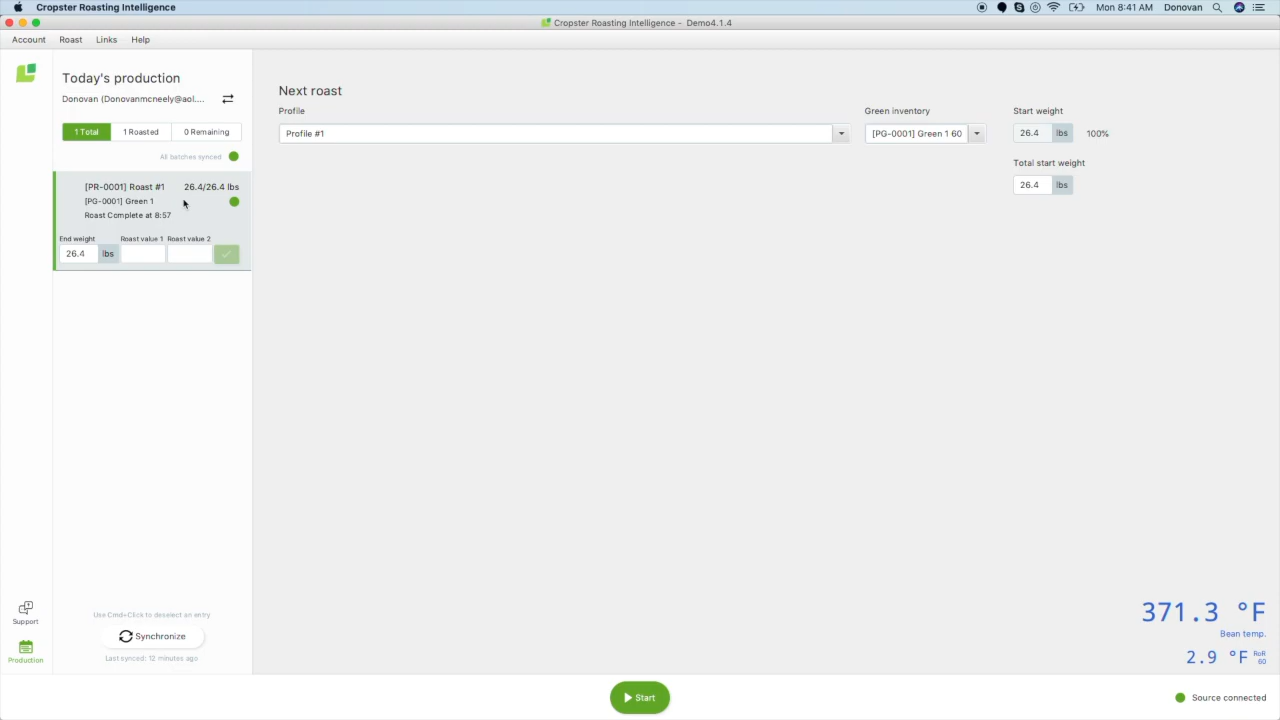 Cropster Roasting Intelligence
Mon 8:41 AM Donovan
Cropster Roasting Intelligence - Demo4.1.4
Account Roast Links Help
Today's production
Donovan (Donovanmcneely@aol....
1 Total 1 Roasted 0 Remaining
All batches synced
[PR-0001] Roast #1 26.4/26.4 lbs
[PG-0001] Green 1
Roast Complete at 8:57
End weight Roast value 1 Roast value 2
26.4 lbs
Use Cmd+Click to deselect an entry
Synchronize
Last synced: 12 minutes ago
Support
Production
Next roast
Profile Green inventory Start weight
Profile #1 [PG-0001] Green 1 60 26.4 lbs 100%
Total start weight
26.4 lbs
371.3 °F
Bean temp.
2.9 °F RoR 60
Start
Source connected